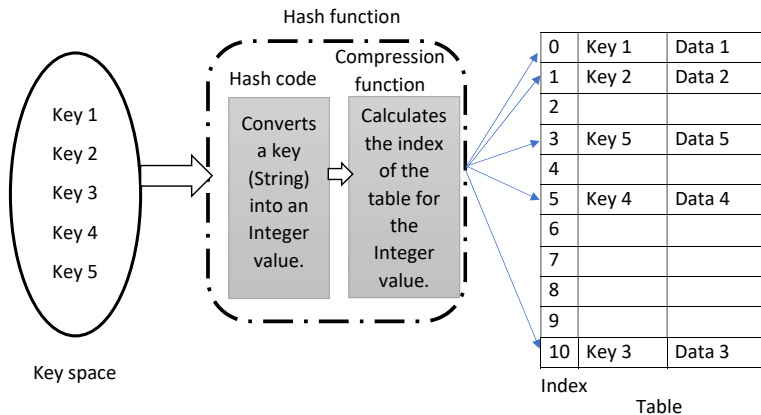 Hash function
Key space
Key 1
Key 2
Key 3
Key 4
Key 5
Hash code
Converts
a key
(String)
into an
Integer
value.
Compression
function
Calculates
the index
of the
table for
the
Integer
value.
0 Key 1 Data 1
1 Key 2 Data 2
2
3 Key 5 Data 5
4
5 Key 4 Data 4
6
7
8
9
10 Key 3 Data 3
Index
Table